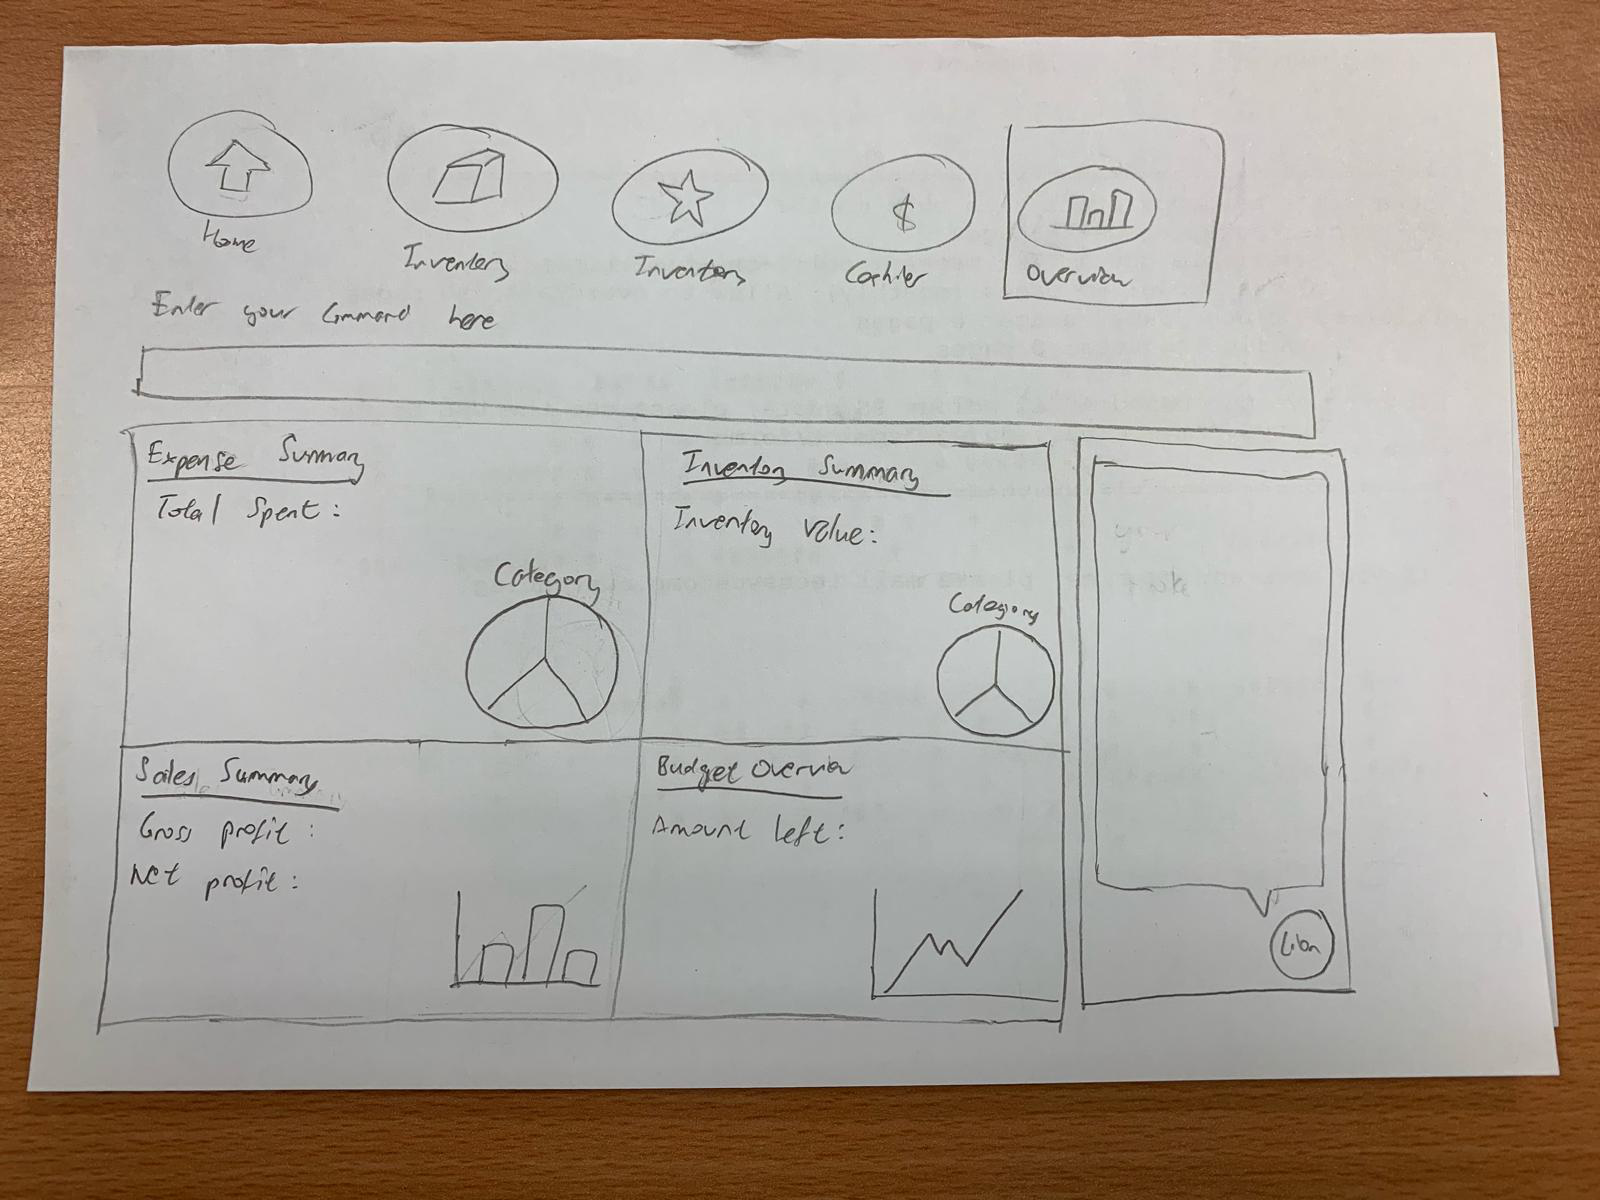 Home
Inventory
Inventory
$
Cashier
Overview
Enter your Command here
Expense Summary
Total Spent:
Category
Inventory Summary
Inventory Value:
Category
Sales Summary
Gross profit:
Net profit:
Budget Overview
Amount left: